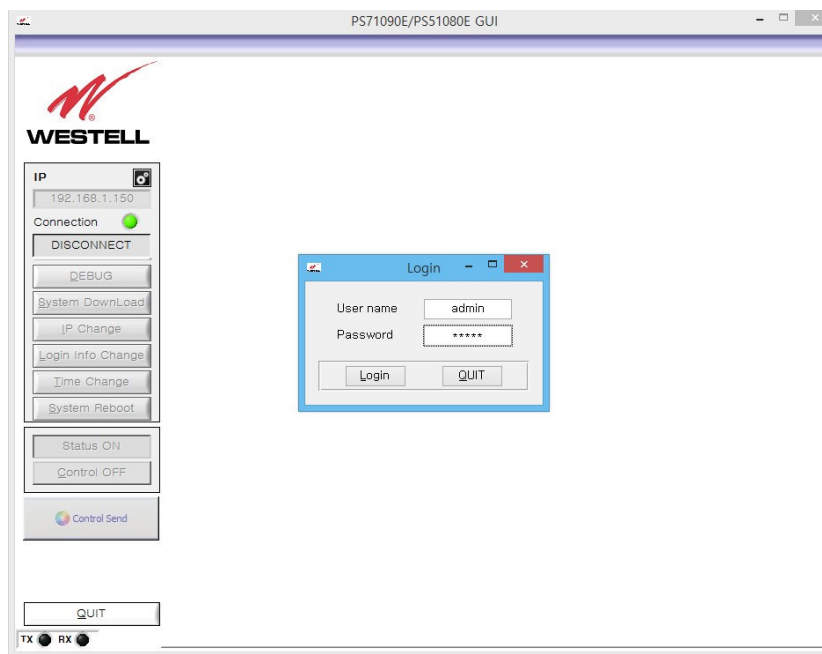 PS71090E/PS51080E GUI
WESTELL
IP
192.168.1.150
Connection
DISCONNECT
DEBUG
System DownLoad
IP Change
Login Info Change
Time Change
System Reboot
Status ON
Control OFF
Control Send
QUIT
TX RX
Login
User name admin
Password *****
Login QUIT